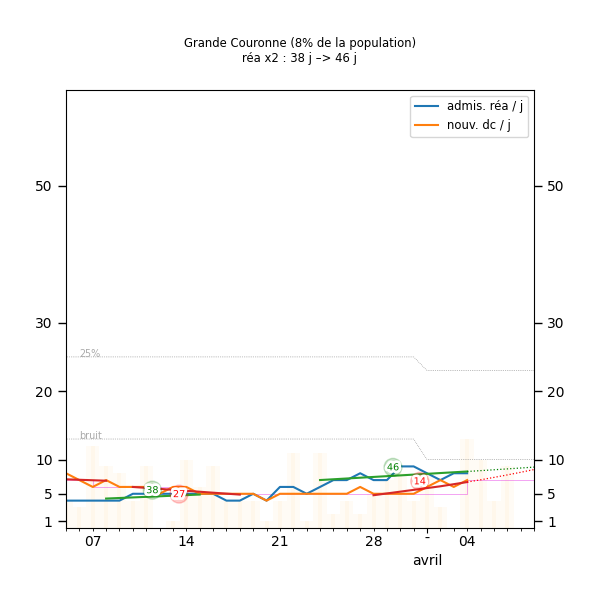 Grande Couronne (8% de la population)
réa x2 : 38 j –> 46 j
admis. réa / j
nouv. dc / j
50 50
30 30
25%
20 20
bruit
10 10
46
14
38
27
5 5
1 1
07 14 21 28 - 04
avril